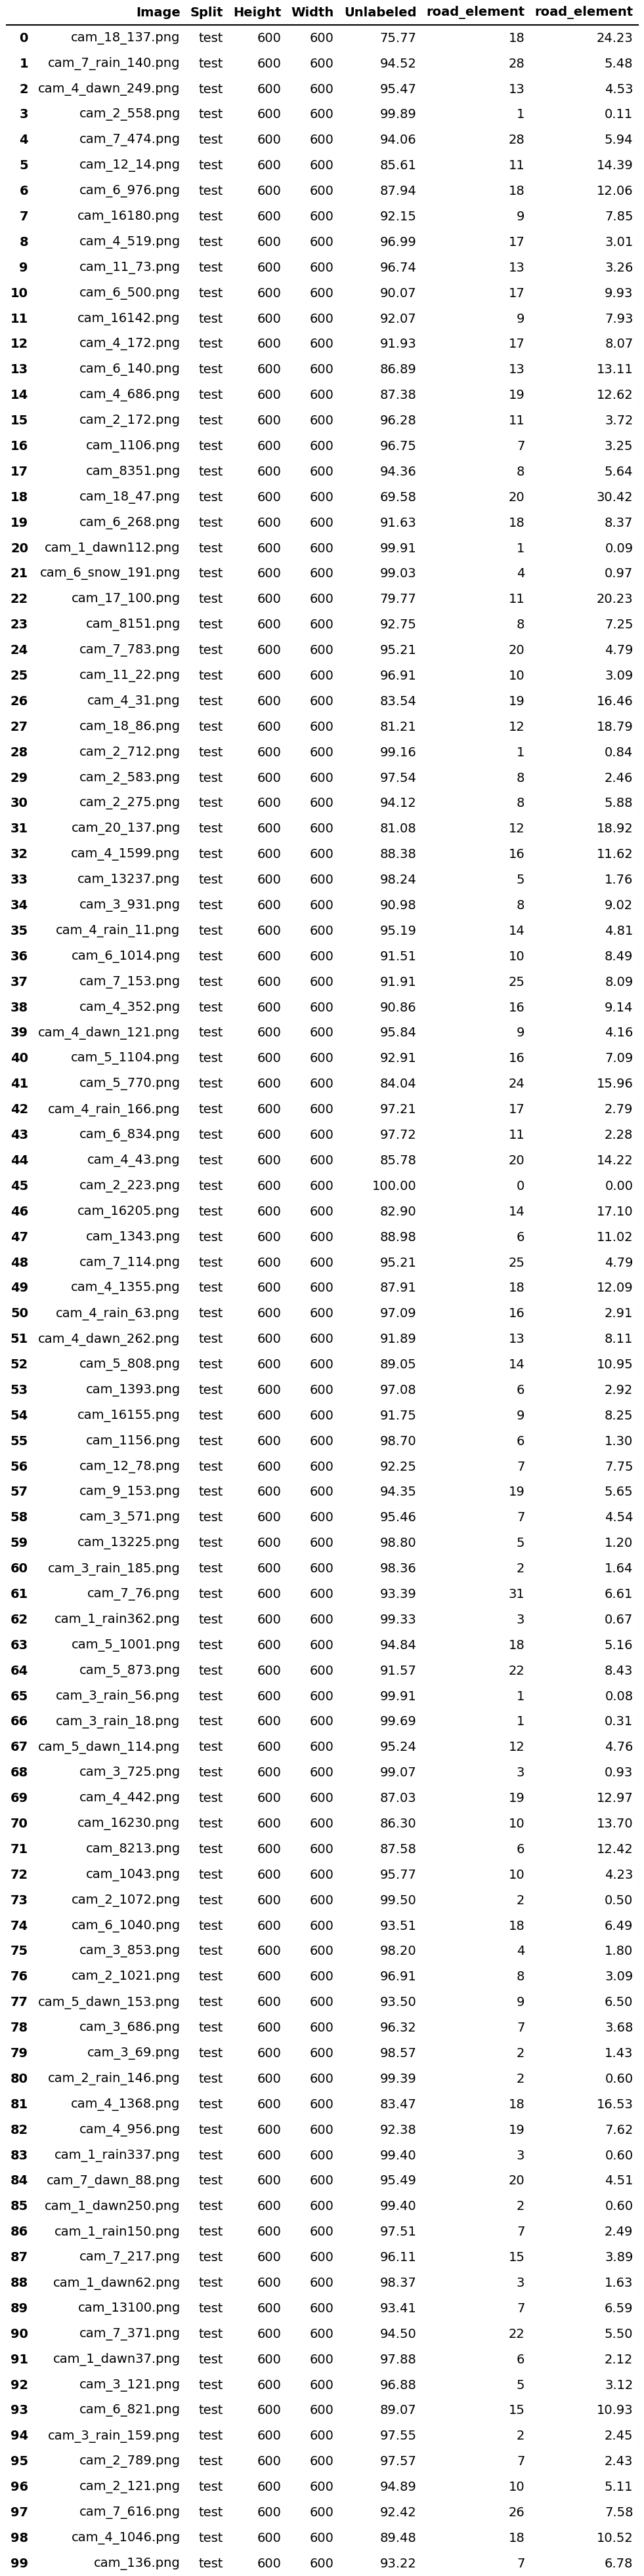 Image Split Height Width Unlabeled road_element road_element
0 cam_18_137.png test 600 600 75.77 18 24.23
1 cam_7_rain_140.png test 600 600 94.52 28 5.48
2 cam_4_dawn_249.png test 600 600 95.47 13 4.53
3 cam_2_558.png test 600 600 99.89 1 0.11
4 cam_7_474.png test 600 600 94.06 28 5.94
5 cam_12_14.png test 600 600 85.61 11 14.39
6 cam_6_976.png test 600 600 87.94 18 12.06
7 cam_16180.png test 600 600 92.15 9 7.85
8 cam_4_519.png test 600 600 96.99 17 3.01
9 cam_11_73.png test 600 600 96.74 13 3.26
10 cam_6_500.png test 600 600 90.07 17 9.93
11 cam_16142.png test 600 600 92.07 9 7.93
12 cam_4_172.png test 600 600 91.93 17 8.07
13 cam_6_140.png test 600 600 86.89 13 13.11
14 cam_4_686.png test 600 600 87.38 19 12.62
15 cam_2_172.png test 600 600 96.28 11 3.72
16 cam_1106.png test 600 600 96.75 7 3.25
17 cam_8351.png test 600 600 94.36 8 5.64
18 cam_18_47.png test 600 600 69.58 20 30.42
19 cam_6_268.png test 600 600 91.63 18 8.37
20 cam_1_dawn112.png test 600 600 99.91 1 0.09
21 cam_6_snow_191.png test 600 600 99.03 4 0.97
22 cam_17_100.png test 600 600 79.77 11 20.23
23 cam_8151.png test 600 600 92.75 8 7.25
24 cam_7_783.png test 600 600 95.21 20 4.79
25 cam_11_22.png test 600 600 96.91 10 3.09
26 cam_4_31.png test 600 600 83.54 19 16.46
27 cam_18_86.png test 600 600 81.21 12 18.79
28 cam_2_712.png test 600 600 99.16 1 0.84
29 cam_2_583.png test 600 600 97.54 8 2.46
30 cam_2_275.png test 600 600 94.12 8 5.88
31 cam_20_137.png test 600 600 81.08 12 18.92
32 cam_4_1599.png test 600 600 88.38 16 11.62
33 cam_13237.png test 600 600 98.24 5 1.76
34 cam_3_931.png test 600 600 90.98 8 9.02
35 cam_4_rain_11.png test 600 600 95.19 14 4.81
36 cam_6_1014.png test 600 600 91.51 10 8.49
37 cam_7_153.png test 600 600 91.91 25 8.09
38 cam_4_352.png test 600 600 90.86 16 9.14
39 cam_4_dawn_121.png test 600 600 95.84 9 4.16
40 cam_5_1104.png test 600 600 92.91 16 7.09
41 cam_5_770.png test 600 600 84.04 24 15.96
42 cam_4_rain_166.png test 600 600 97.21 17 2.79
43 cam_6_834.png test 600 600 97.72 11 2.28
44 cam_4_43.png test 600 600 85.78 20 14.22
45 cam_2_223.png test 600 600 100.00 0 0.00
46 cam_16205.png test 600 600 82.90 14 17.10
47 cam_1343.png test 600 600 88.98 6 11.02
48 cam_7_114.png test 600 600 95.21 25 4.79
49 cam_4_1355.png test 600 600 87.91 18 12.09
50 cam_4_rain_63.png test 600 600 97.09 16 2.91
51 cam_4_dawn_262.png test 600 600 91.89 13 8.11
52 cam_5_808.png test 600 600 89.05 14 10.95
53 cam_1393.png test 600 600 97.08 6 2.92
54 cam_16155.png test 600 600 91.75 9 8.25
55 cam_1156.png test 600 600 98.70 6 1.30
56 cam_12_78.png test 600 600 92.25 7 7.75
57 cam_9_153.png test 600 600 94.35 19 5.65
58 cam_3_571.png test 600 600 95.46 7 4.54
59 cam_13225.png test 600 600 98.80 5 1.20
60 cam_3_rain_185.png test 600 600 98.36 2 1.64
61 cam_7_76.png test 600 600 93.39 31 6.61
62 cam_1_rain362.png test 600 600 99.33 3 0.67
63 cam_5_1001.png test 600 600 94.84 18 5.16
64 cam_5_873.png test 600 600 91.57 22 8.43
65 cam_3_rain_56.png test 600 600 99.91 1 0.08
66 cam_3_rain_18.png test 600 600 99.69 1 0.31
67 cam_5_dawn_114.png test 600 600 95.24 12 4.76
68 cam_3_725.png test 600 600 99.07 3 0.93
69 cam_4_442.png test 600 600 87.03 19 12.97
70 cam_16230.png test 600 600 86.30 10 13.70
71 cam_8213.png test 600 600 87.58 6 12.42
72 cam_1043.png test 600 600 95.77 10 4.23
73 cam_2_1072.png test 600 600 99.50 2 0.50
74 cam_6_1040.png test 600 600 93.51 18 6.49
75 cam_3_853.png test 600 600 98.20 4 1.80
76 cam_2_1021.png test 600 600 96.91 8 3.09
77 cam_5_dawn_153.png test 600 600 93.50 9 6.50
78 cam_3_686.png test 600 600 96.32 7 3.68
79 cam_3_69.png test 600 600 98.57 2 1.43
80 cam_2_rain_146.png test 600 600 99.39 2 0.60
81 cam_4_1368.png test 600 600 83.47 18 16.53
82 cam_4_956.png test 600 600 92.38 19 7.62
83 cam_1_rain337.png test 600 600 99.40 3 0.60
84 cam_7_dawn_88.png test 600 600 95.49 20 4.51
85 cam_1_dawn250.png test 600 600 99.40 2 0.60
86 cam_1_rain150.png test 600 600 97.51 7 2.49
87 cam_7_217.png test 600 600 96.11 15 3.89
88 cam_1_dawn62.png test 600 600 98.37 3 1.63
89 cam_13100.png test 600 600 93.41 7 6.59
90 cam_7_371.png test 600 600 94.50 22 5.50
91 cam_1_dawn37.png test 600 600 97.88 6 2.12
92 cam_3_121.png test 600 600 96.88 5 3.12
93 cam_6_821.png test 600 600 89.07 15 10.93
94 cam_3_rain_159.png test 600 600 97.55 2 2.45
95 cam_2_789.png test 600 600 97.57 7 2.43
96 cam_2_121.png test 600 600 94.89 10 5.11
97 cam_7_616.png test 600 600 92.42 26 7.58
98 cam_4_1046.png test 600 600 89.48 18 10.52
99 cam_136.png test 600 600 93.22 7 6.78